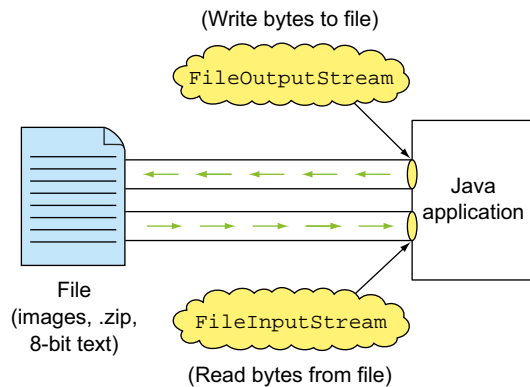 (Write bytes to file)
FileOutputStream
Java
application
File
(images, .zip,
8-bit text)
FileInputStream
(Read bytes from file)